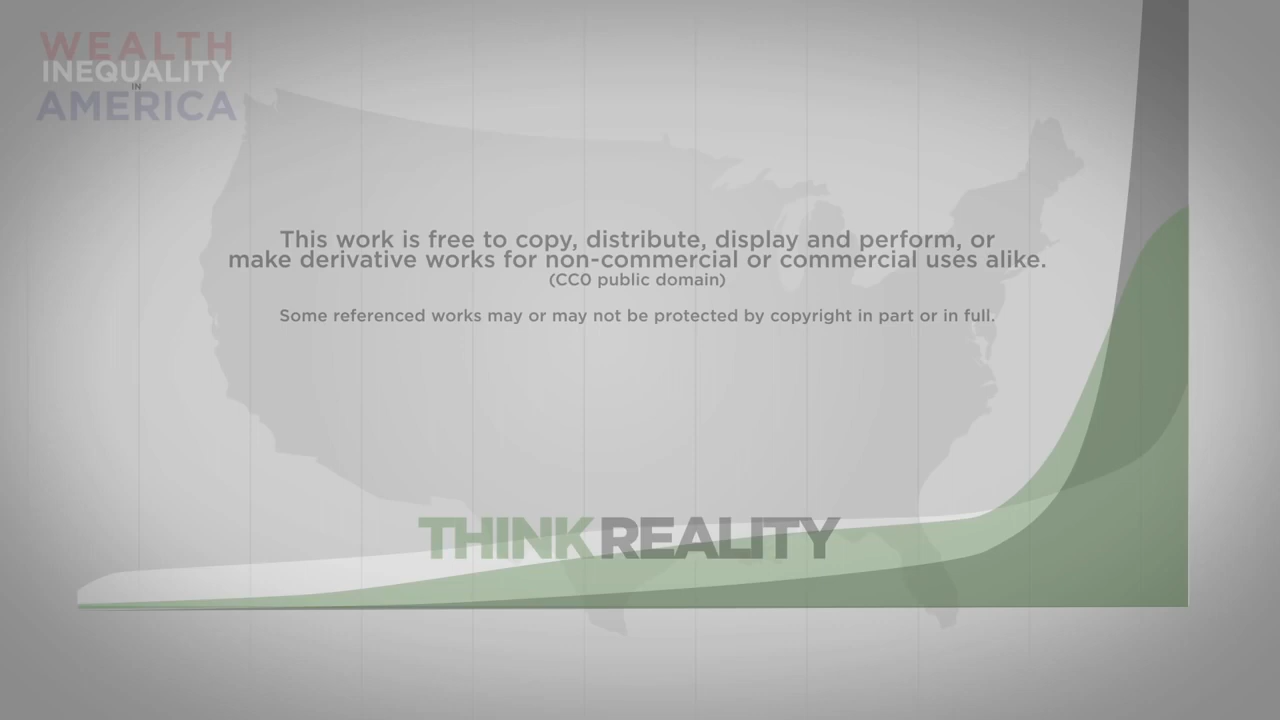 WEALTH
INEQUALITY
IN
AMERICA
This work is free to copy, distribute, display and perform, or
make derivative works for non-commercial or commercial uses alike.
(CC0 public domain)
Some referenced works may or may not be protected by copyright in part or in full.
THINKREALITY